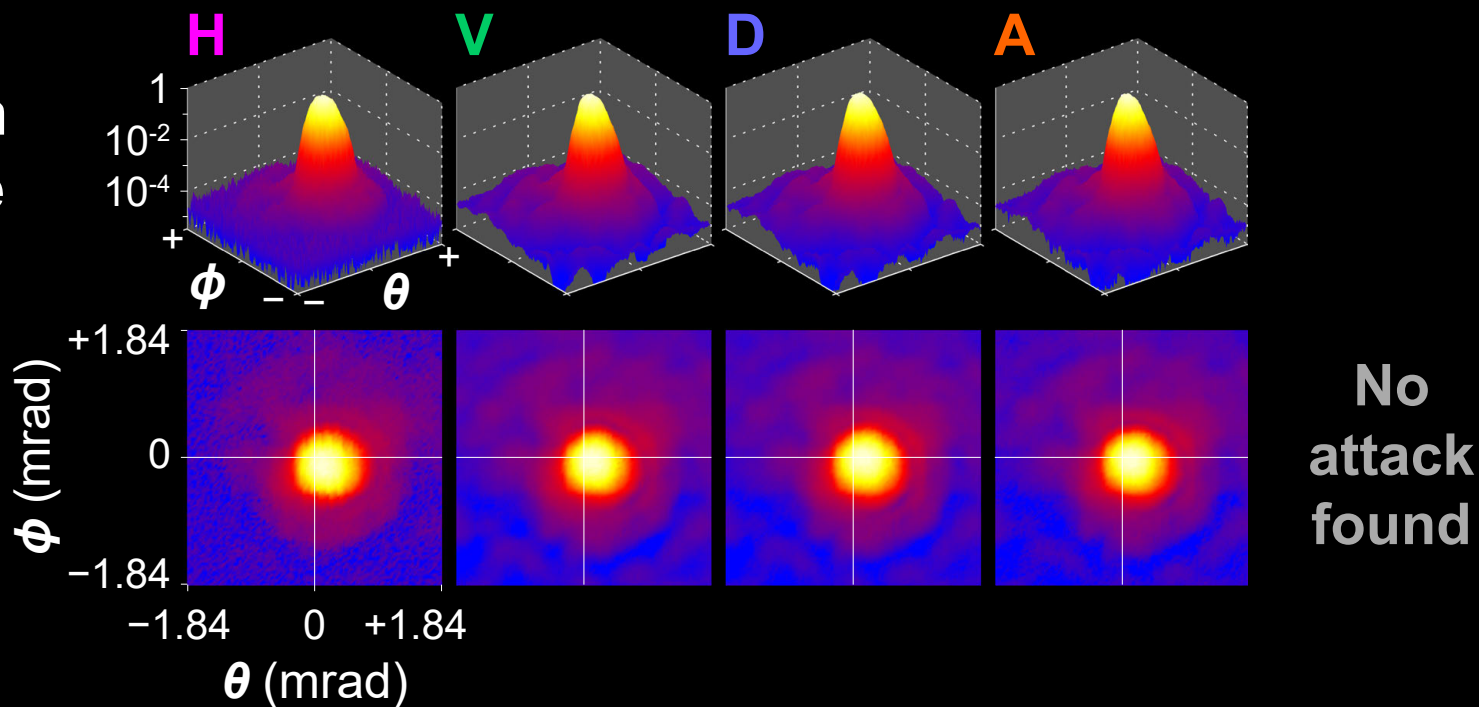 H V D A
1
10⁻²
10⁻⁴
+ +
ϕ − − θ
+1.84
ϕ (mrad)
0
−1.84
−1.84 0 +1.84
θ (mrad)
No
attack
found